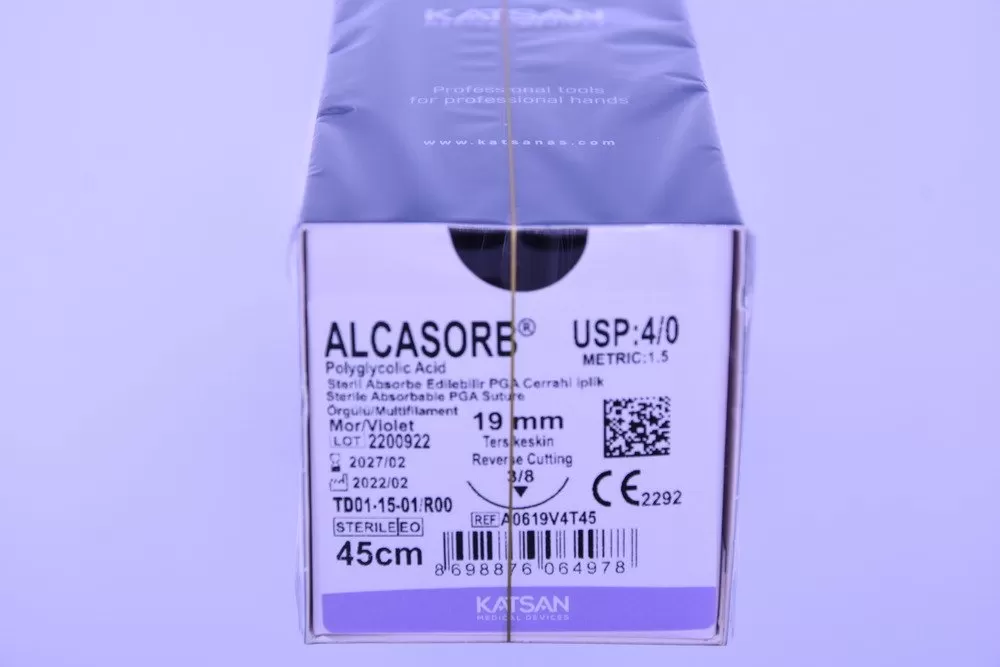 KATSAN
Professional tools
for professional hands
www.katsanas.com
ALCASORB®
USP:4/0
METRIC:1.5
Polyglycolic Acid
Steril Absorbe Edilebilir PGA Cerrahi İplik
Sterile Absorbable PGA Suture
Örgülü/Multifilament
Mor/Violet
LOT 2200922
2027/02
2022/02
TD01-15-01/R00
STERILE EO
45cm
19 mm
Ters keskin
Reverse Cutting
3/8
REF A0619V4T45
CE 2292
8 698876 064978
KATSAN
MEDICAL DEVICES